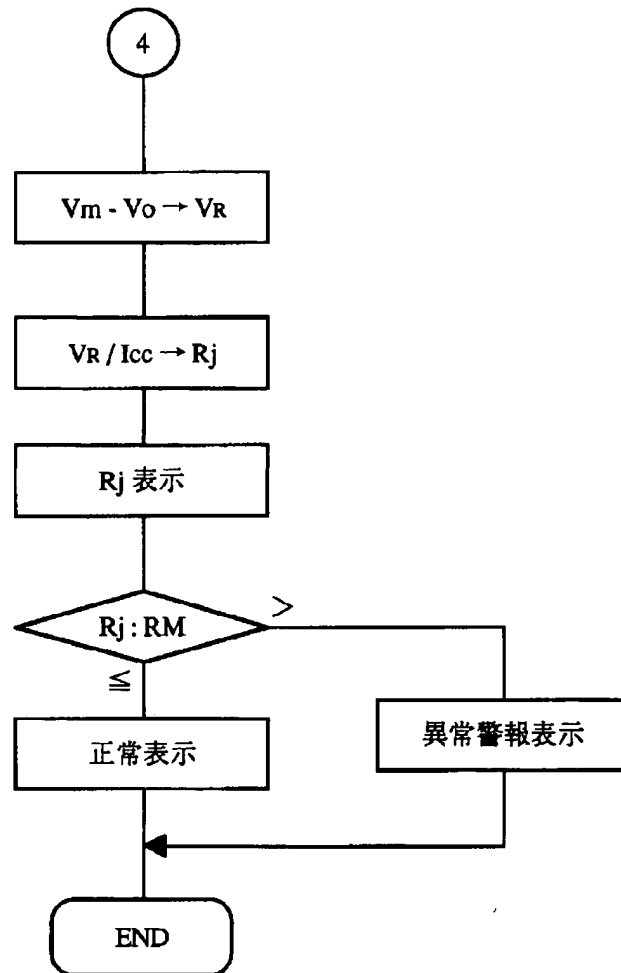 4
Vm - Vo → VR
VR / Icc → Rj
Rj 表示
Rj : RM
>
≦
正常表示
異常警報表示
END